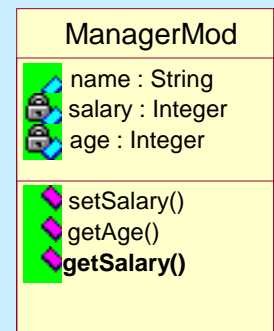 ManagerMod
name : String
salary : Integer
age : Integer
setSalary()
getAge()
getSalary()